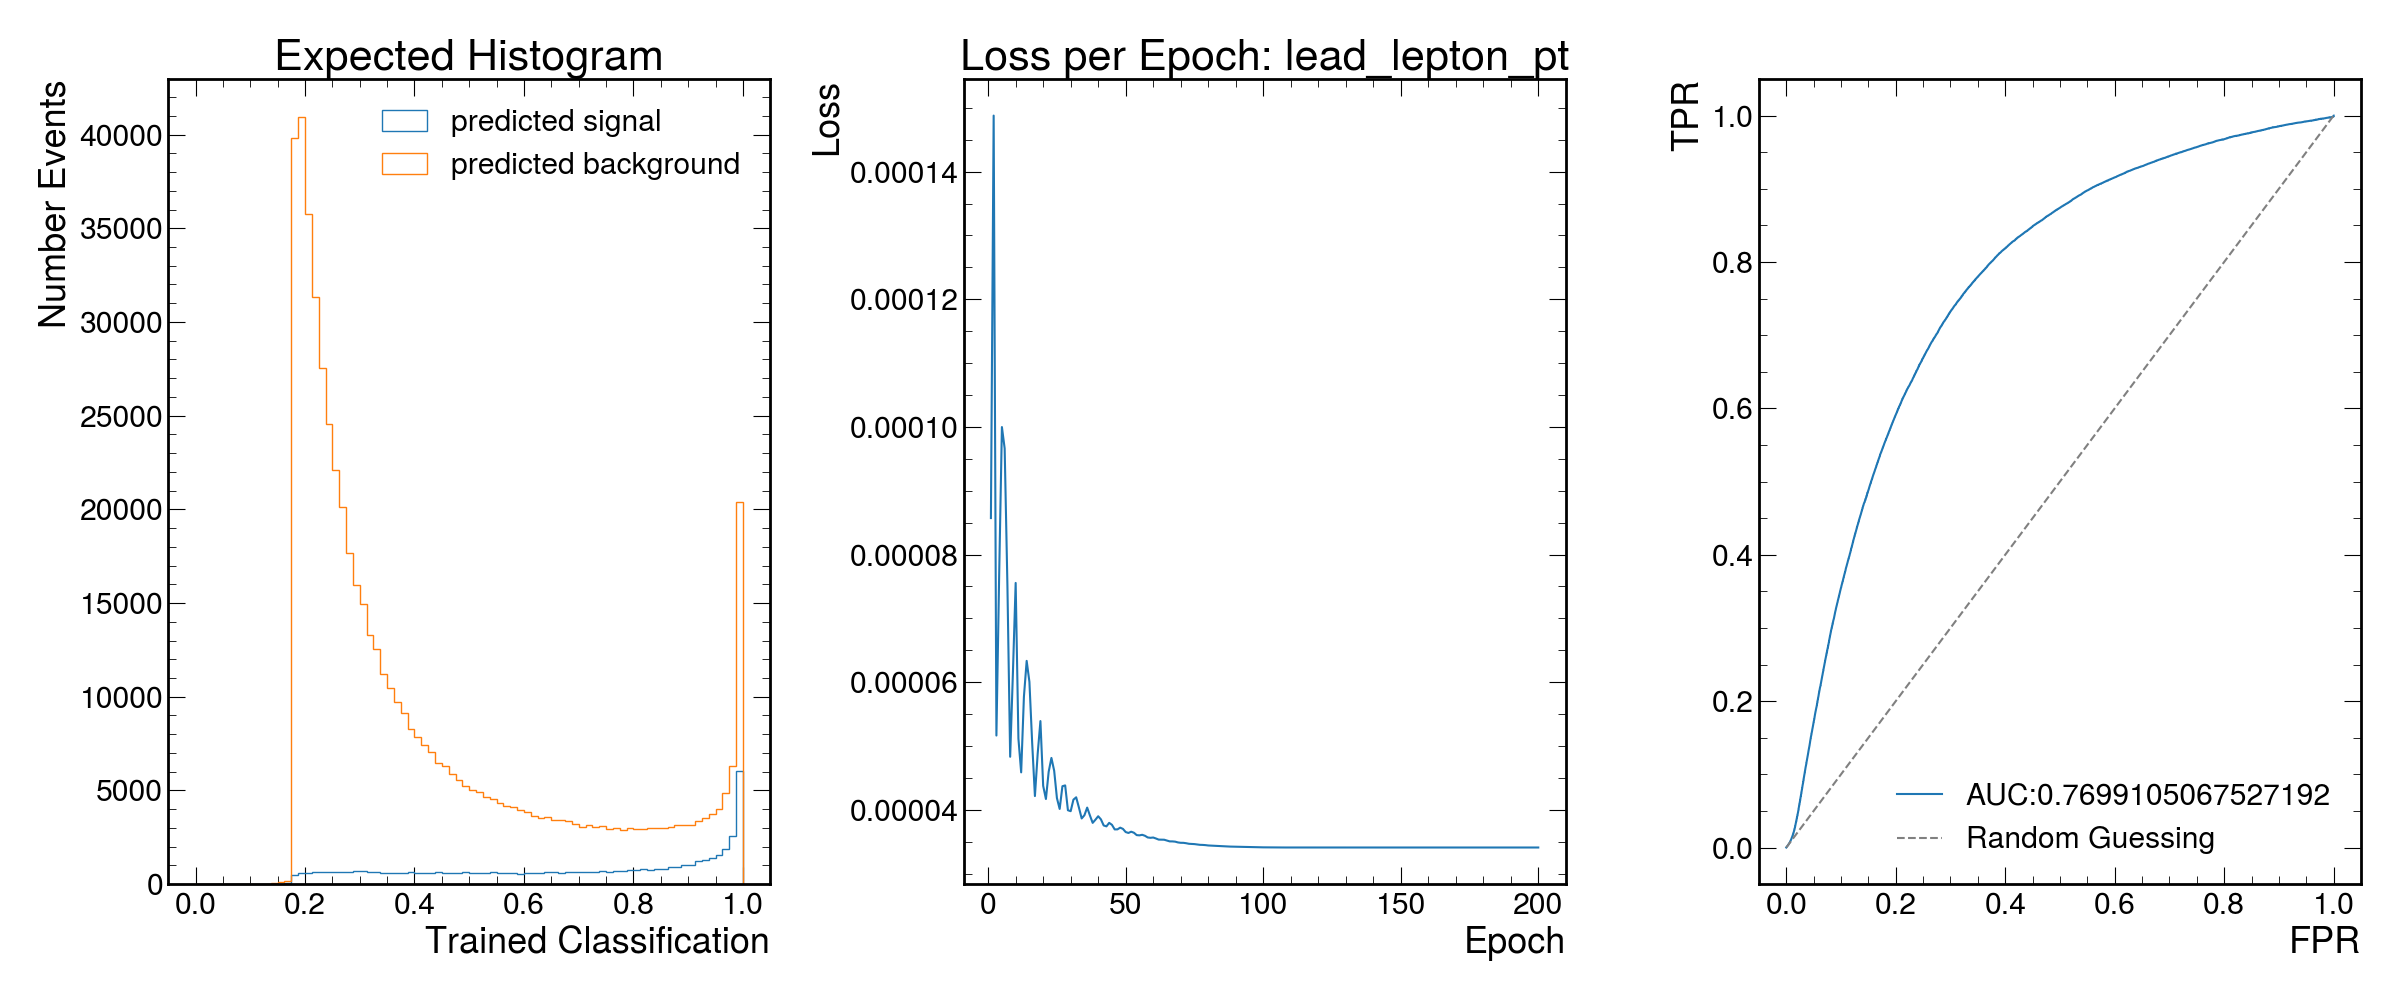 Expected Histogram
Number Events
predicted signal
predicted background
40000
35000
30000
25000
20000
15000
10000
5000
0
0.0 0.2 0.4 0.6 0.8 1.0
Trained Classification
Loss per Epoch: lead_lepton_pt
Loss
0.00014
0.00012
0.00010
0.00008
0.00006
0.00004
0 50 100 150 200
Epoch
TPR
1.0
0.8
0.6
0.4
0.2
0.0
AUC:0.7699105067527192
Random Guessing
0.0 0.2 0.4 0.6 0.8 1.0
FPR